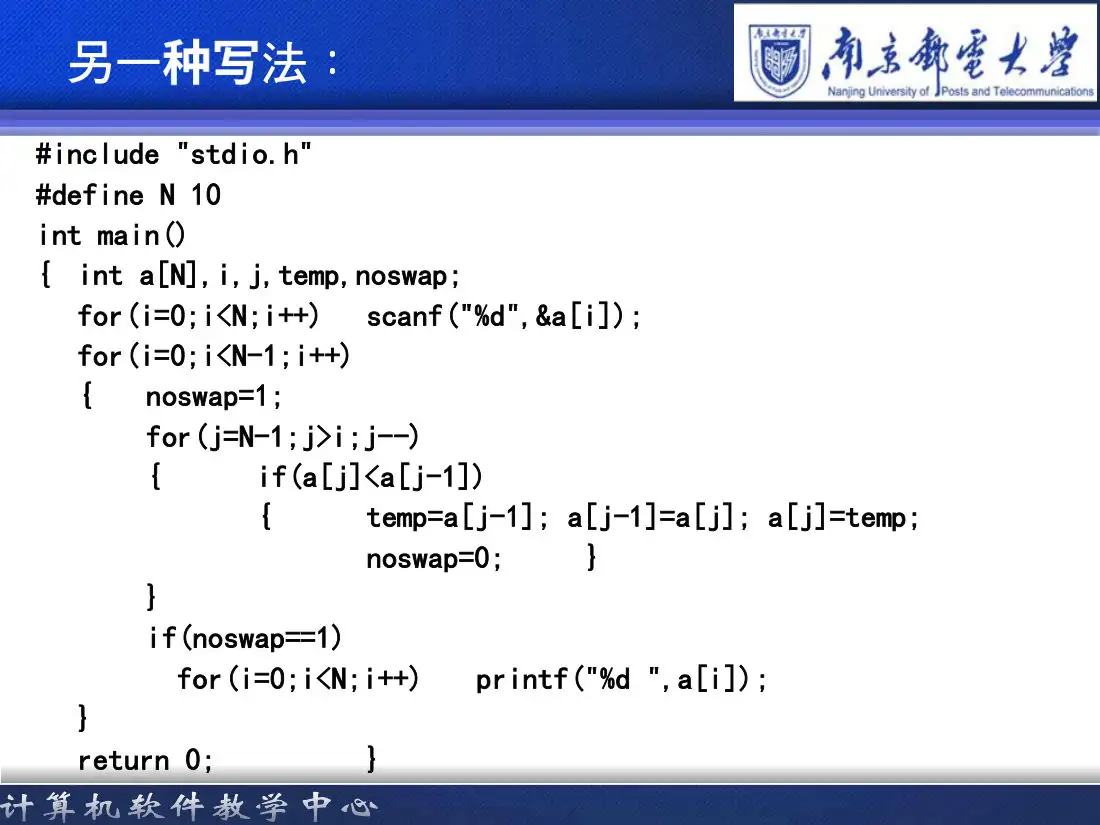 另一种写法：
南京邮电大学
Nanjing University of Posts and Telecommunications
#include "stdio.h"
#define N 10
int main()
{ int a[N],i,j,temp,noswap;
for(i=0;i<N;i++) scanf("%d",&a[i]);
for(i=0;i<N-1;i++)
{ noswap=1;
for(j=N-1;j>i;j--)
{ if(a[j]<a[j-1])
{ temp=a[j-1]; a[j-1]=a[j]; a[j]=temp;
noswap=0; }
}
if(noswap==1)
for(i=0;i<N;i++) printf("%d ",a[i]);
}
return 0; }
计算机软件教学中心